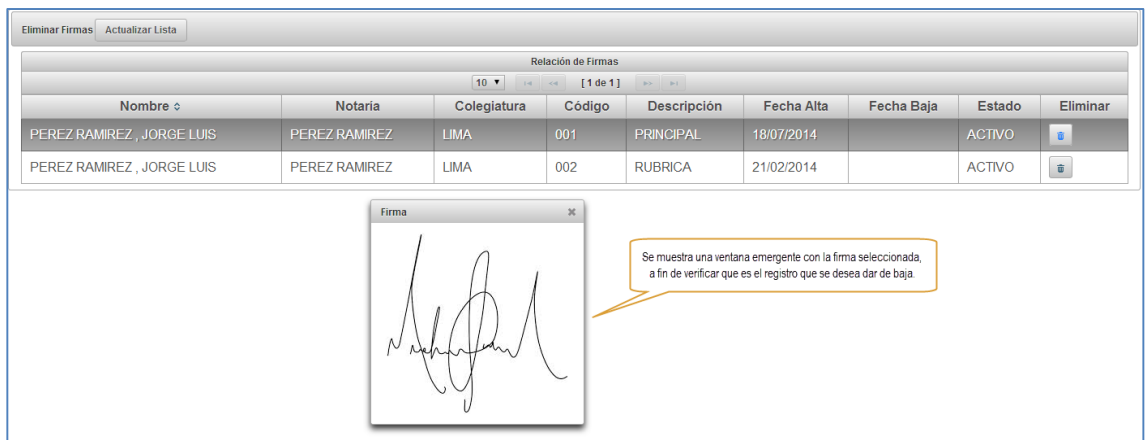 Eliminar Firmas Actualizar Lista
Relación de Firmas
10 [ 1 de 1 ]
Nombre Notaría Colegiatura Código Descripción Fecha Alta Fecha Baja Estado Eliminar
PEREZ RAMIREZ , JORGE LUIS PEREZ RAMIREZ LIMA 001 PRINCIPAL 18/07/2014 ACTIVO
PEREZ RAMIREZ , JORGE LUIS PEREZ RAMIREZ LIMA 002 RUBRICA 21/02/2014 ACTIVO
Firma
Se muestra una ventana emergente con la firma seleccionada,
a fin de verificar que es el registro que se desea dar de baja.